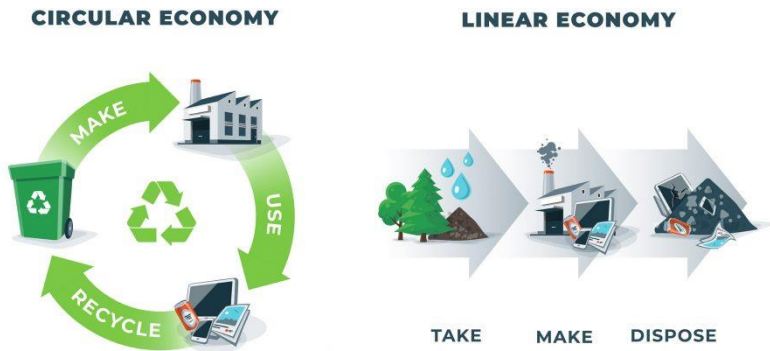 CIRCULAR ECONOMY
MAKE
USE
RECYCLE
LINEAR ECONOMY
TAKE MAKE DISPOSE